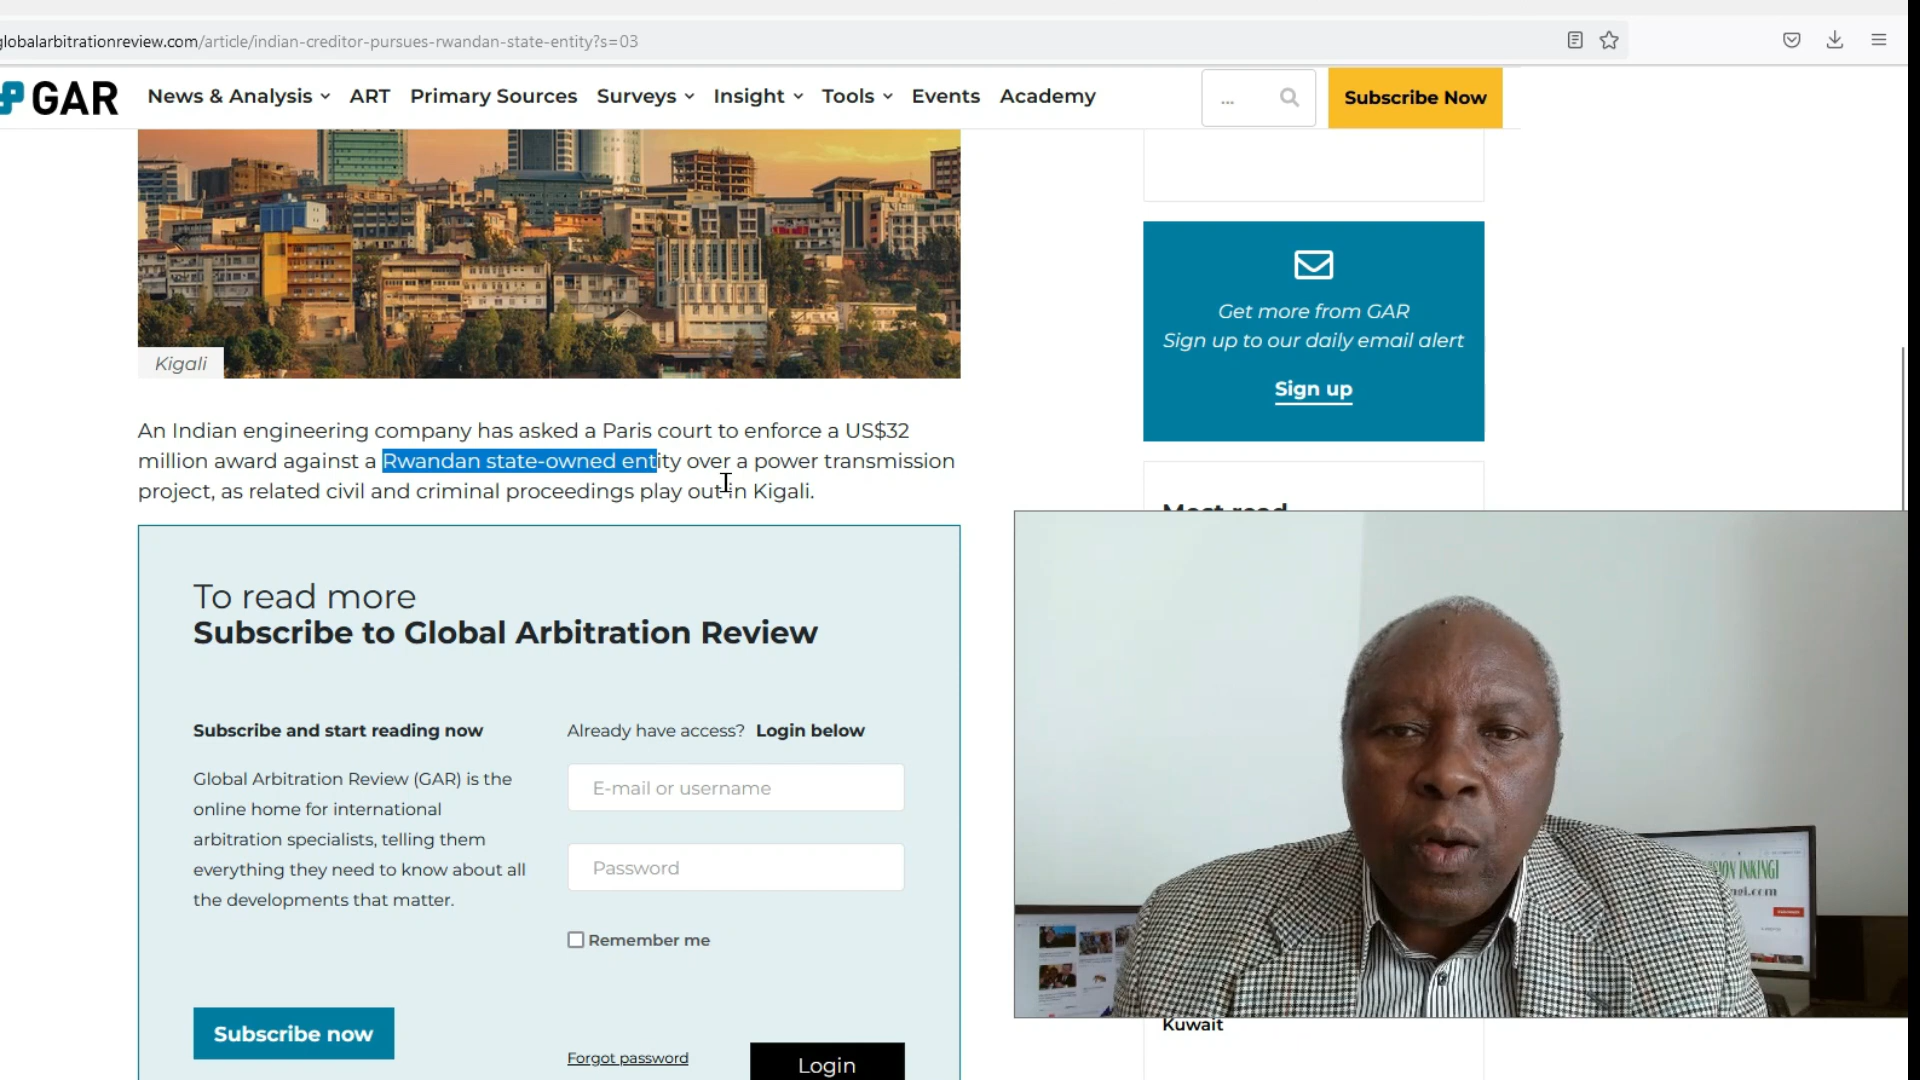 globalarbitrationreview.com/article/indian-creditor-pursues-rwandan-state-entity?s=03
GAR
News & Analysis
ART
Primary Sources
Surveys
Insight
Tools
Events
Academy
...
Subscribe Now
Kigali
Get more from GAR
Sign up to our daily email alert
Sign up
An Indian engineering company has asked a Paris court to enforce a US$32
million award against a Rwandan state-owned entity over a power transmission
project, as related civil and criminal proceedings play out in Kigali.
Most read
To read more
Subscribe to Global Arbitration Review
Subscribe and start reading now
Global Arbitration Review (GAR) is the
online home for international
arbitration specialists, telling them
everything they need to know about all
the developments that matter.
Subscribe now
Already have access? Login below
E-mail or username
Password
Remember me
Forgot password
Login
INKINGI
Kuwait